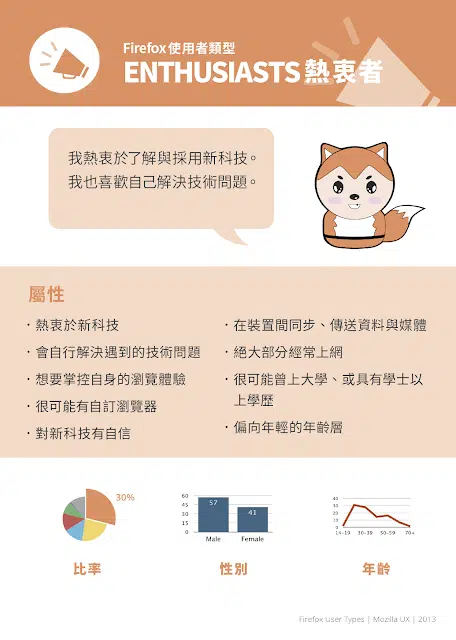 Firefox 使用者類型
ENTHUSIASTS 熱衷者
我熱衷於了解與採用新科技。
我也喜歡自己解決技術問題。
屬性
· 熱衷於新科技
· 會自行解決遇到的技術問題
· 想要掌控自身的瀏覽體驗
· 很可能有自訂瀏覽器
· 對新科技有自信
· 在裝置間同步、傳送資料與媒體
· 絕大部分經常上網
· 很可能曾上大學、或具有學士以
上學歷
· 偏向年輕的年齡層
30%
比率
60
45
30
15
0
57
41
Male Female
性別
40
30
20
10
0
14-19 30-39 50-59 70+
年齡
Firefox User Types | Mozilla UX | 2013